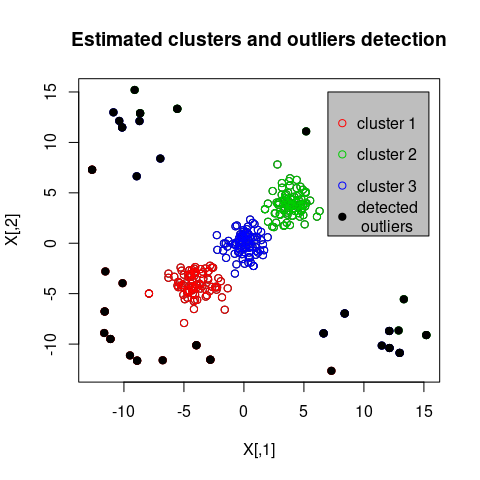 Estimated clusters and outliers detection
15
10
5
0
-5
-10
X[,2]
cluster 1
cluster 2
cluster 3
detected
outliers
-10 -5 0 5 10 15
X[,1]